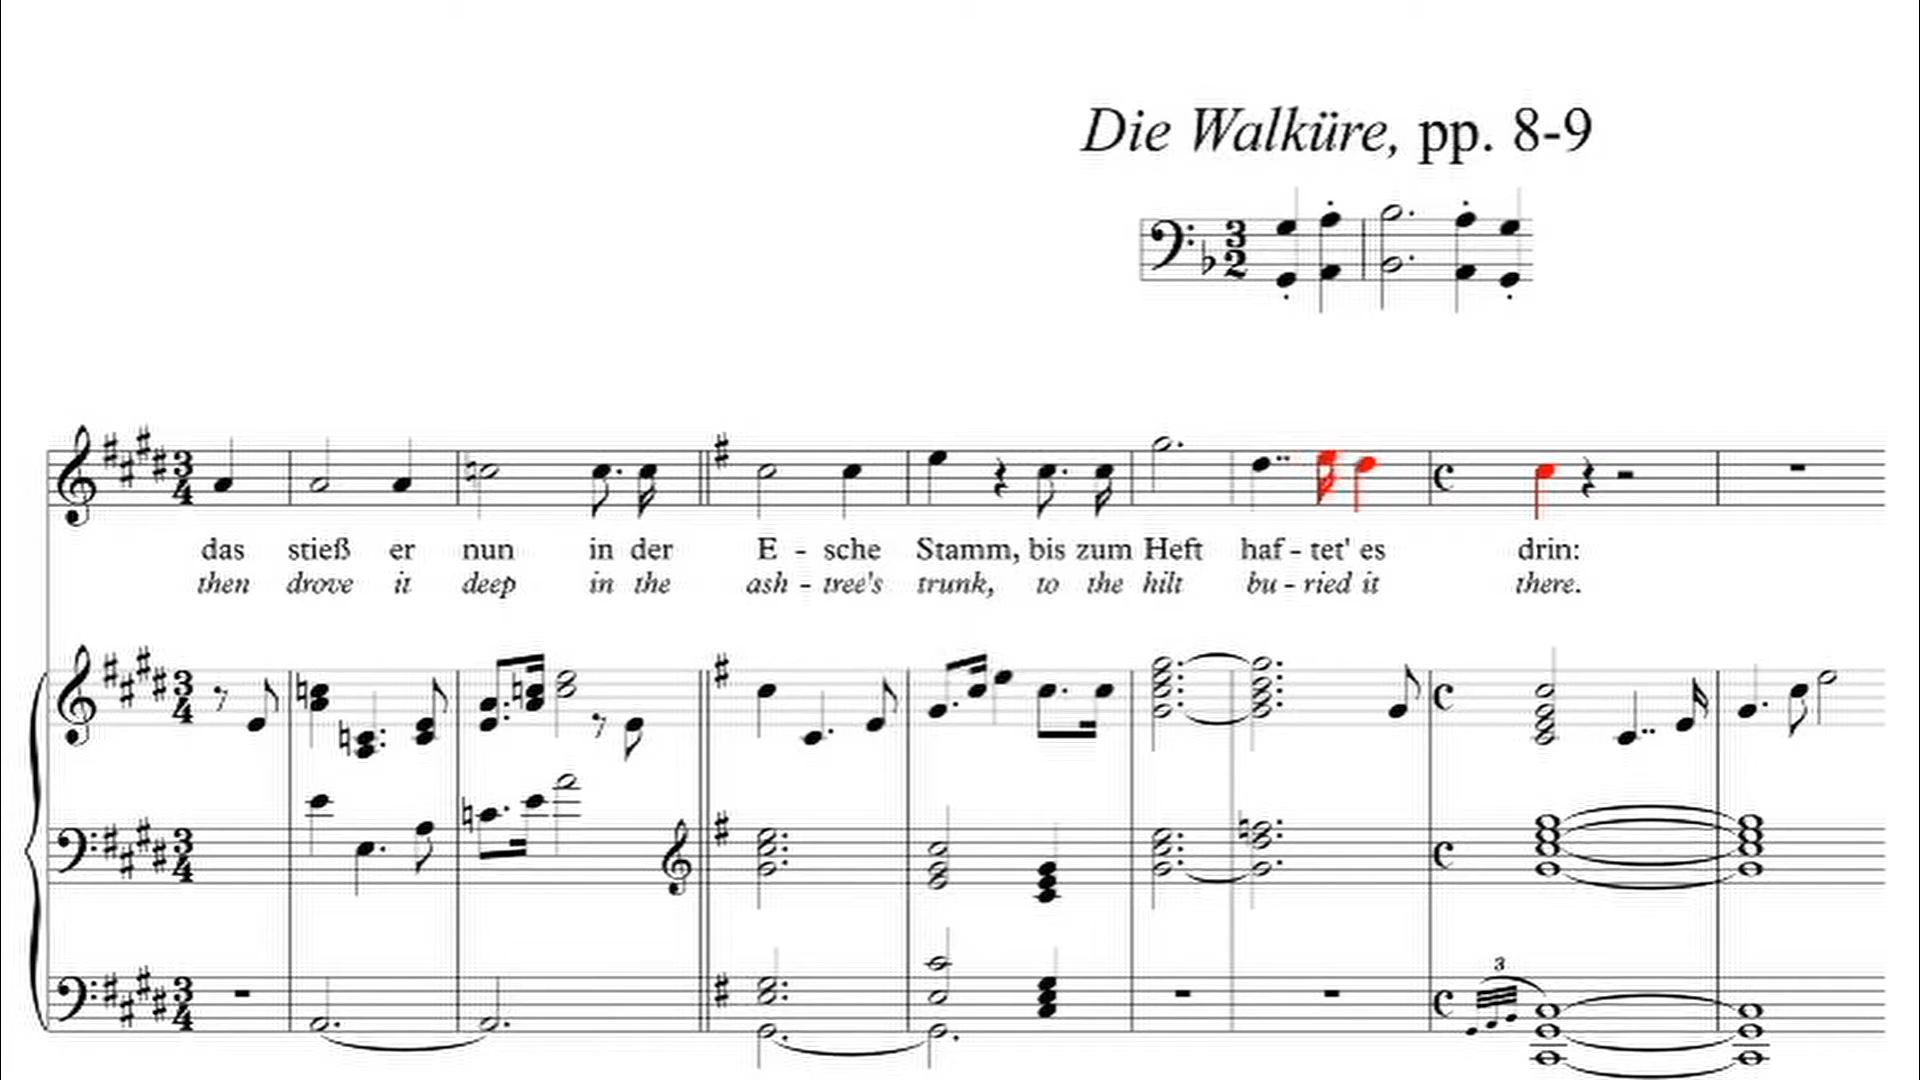 Die Walküre, pp. 8-9
das stieß er nun in der E - sche Stamm, bis zum Heft haf - tet' es drin:
then drove it deep in the ash - tree's trunk, to the hilt bu - ried it there.
3